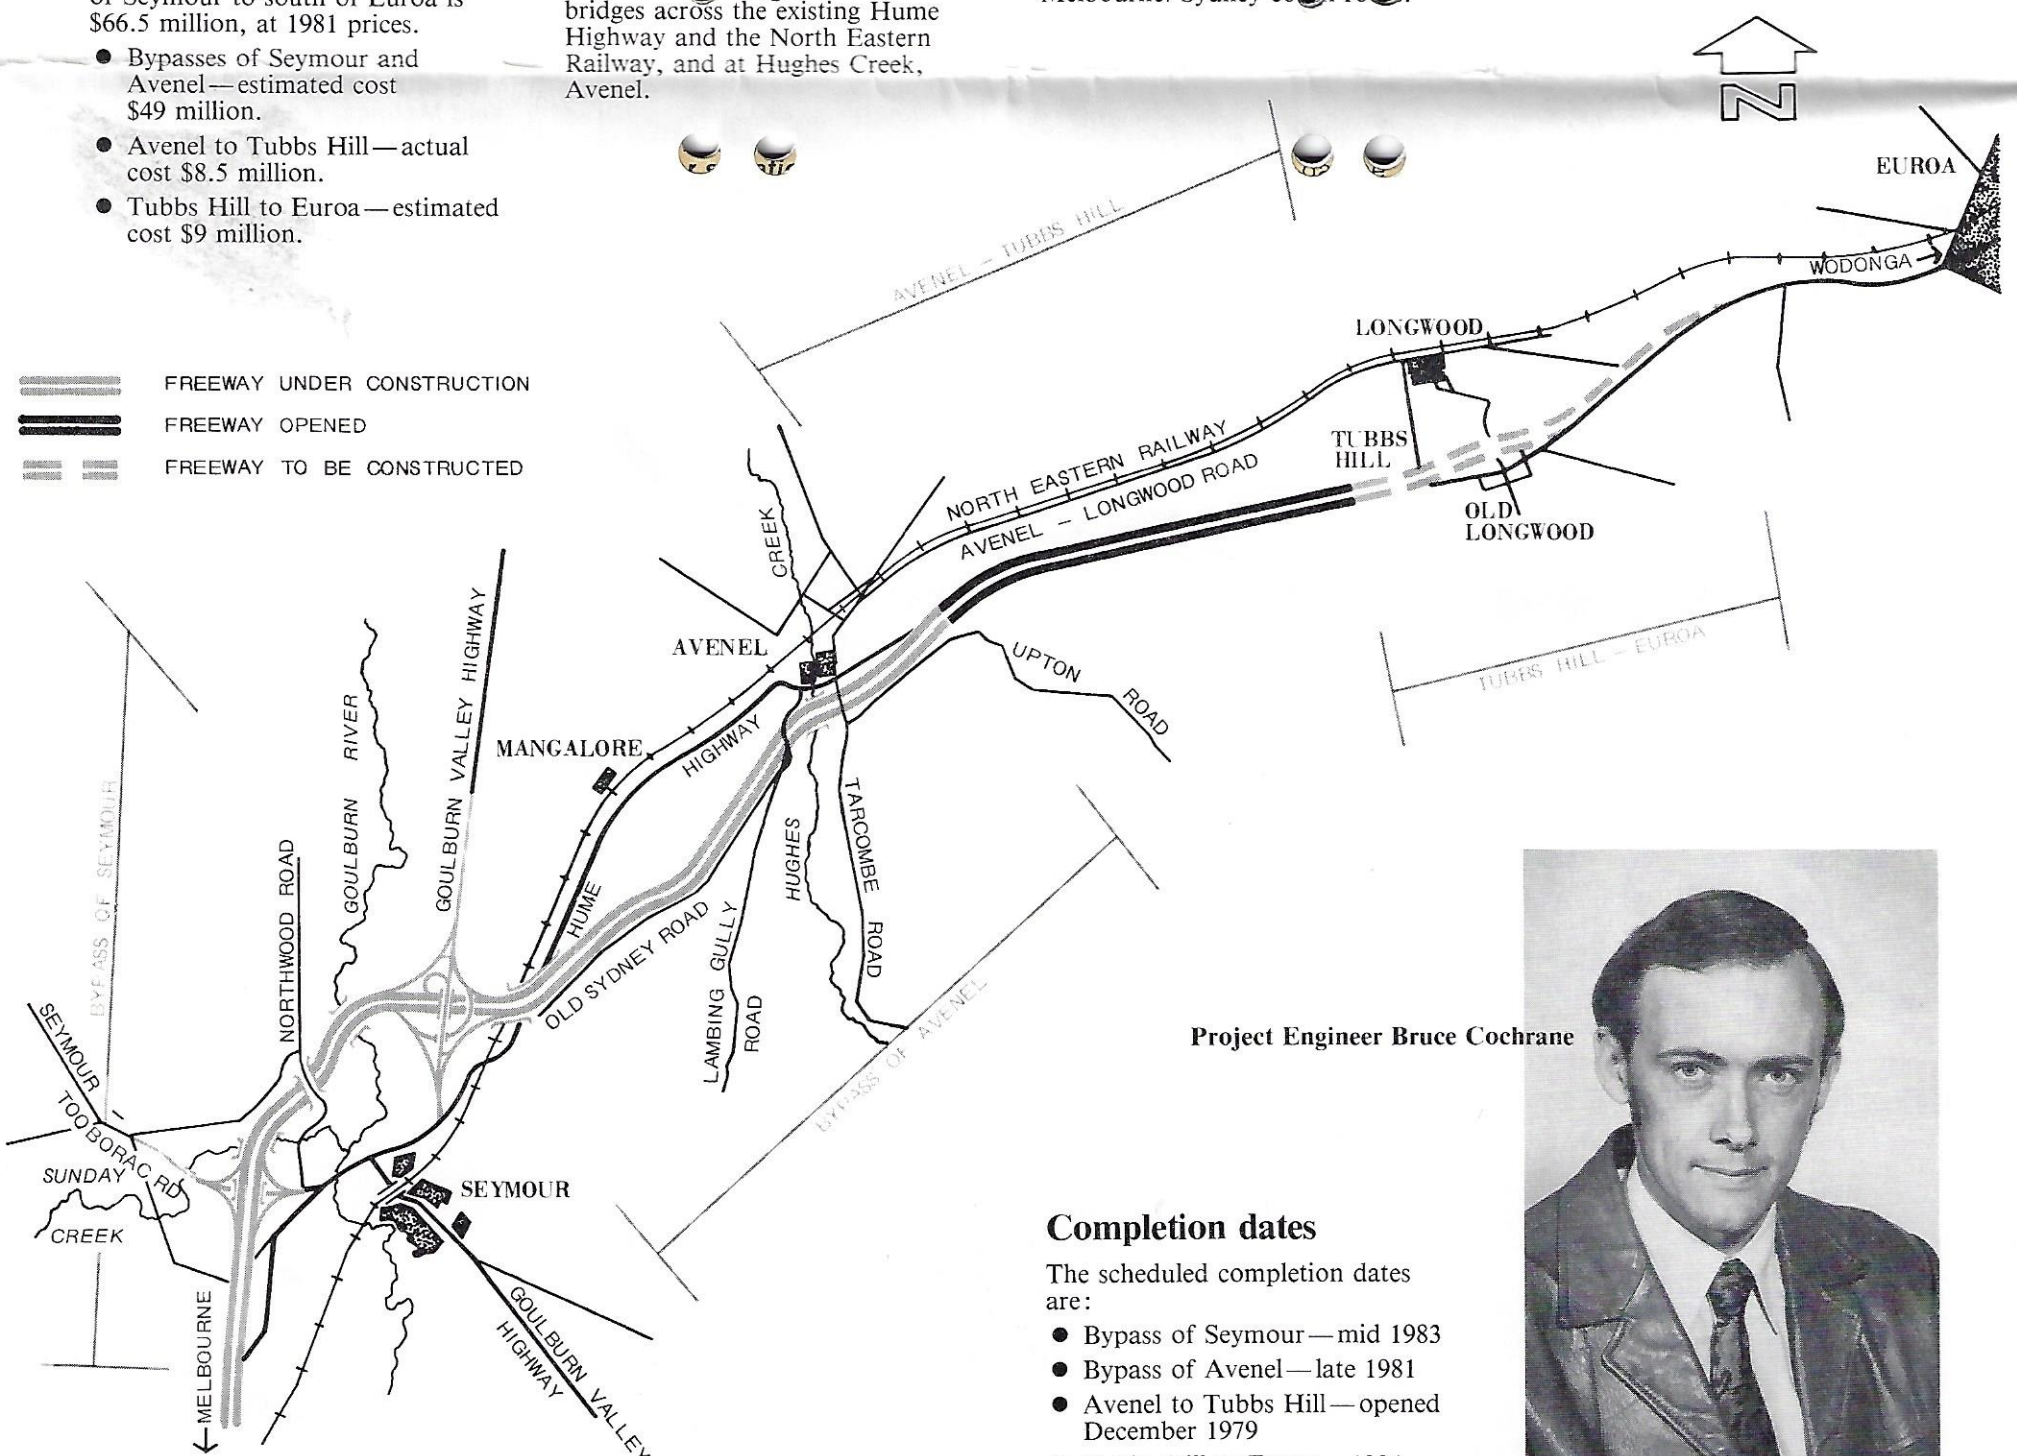 of Seymour to south of Euroa is
$66.5 million, at 1981 prices.
● Bypasses of Seymour and
Avenel—estimated cost
$49 million.
● Avenel to Tubbs Hill—actual
cost $8.5 million.
● Tubbs Hill to Euroa—estimated
cost $9 million.
bridges across the existing Hume
Highway and the North Eastern
Railway, and at Hughes Creek,
Avenel.
N
FREEWAY UNDER CONSTRUCTION
FREEWAY OPENED
FREEWAY TO BE CONSTRUCTED
AVENEL – TUBBS HILL
EUROA
WODONGA
LONGWOOD
TUBBS
HILL
OLD
LONGWOOD
NORTH EASTERN RAILWAY
AVENEL – LONGWOOD ROAD
TUBBS HILL – EUROA
CREEK
AVENEL
UPTON
ROAD
MANGALORE
HIGHWAY
HUME
GOULBURN VALLEY HIGHWAY
GOULBURN RIVER
NORTHWOOD ROAD
BYPASS OF SEYMOUR
HUGHES
TARCOMBE ROAD
OLD SYDNEY ROAD
LAMBING GULLY
ROAD
BYPASS OF AVENEL
SEYMOUR
TOOBORAC RD
SUNDAY
CREEK
SEYMOUR
MELBOURNE
GOULBURN VALLEY
HIGHWAY
Project Engineer Bruce Cochrane
Completion dates
The scheduled completion dates
are:
● Bypass of Seymour—mid 1983
● Bypass of Avenel—late 1981
● Avenel to Tubbs Hill—opened
December 1979